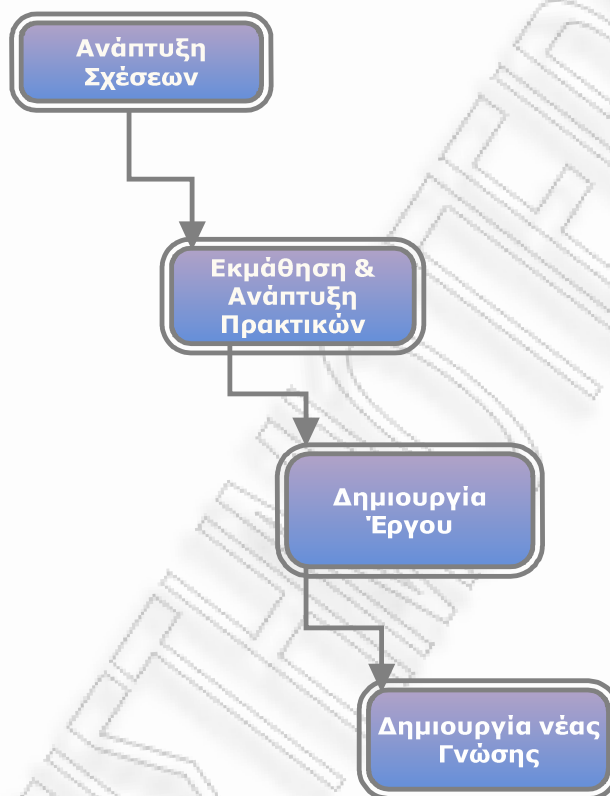 Ανάπτυξη
Σχέσεων
Εκμάθηση &
Ανάπτυξη
Πρακτικών
Δημιουργία
Έργου
Δημιουργία νέας
Γνώσης